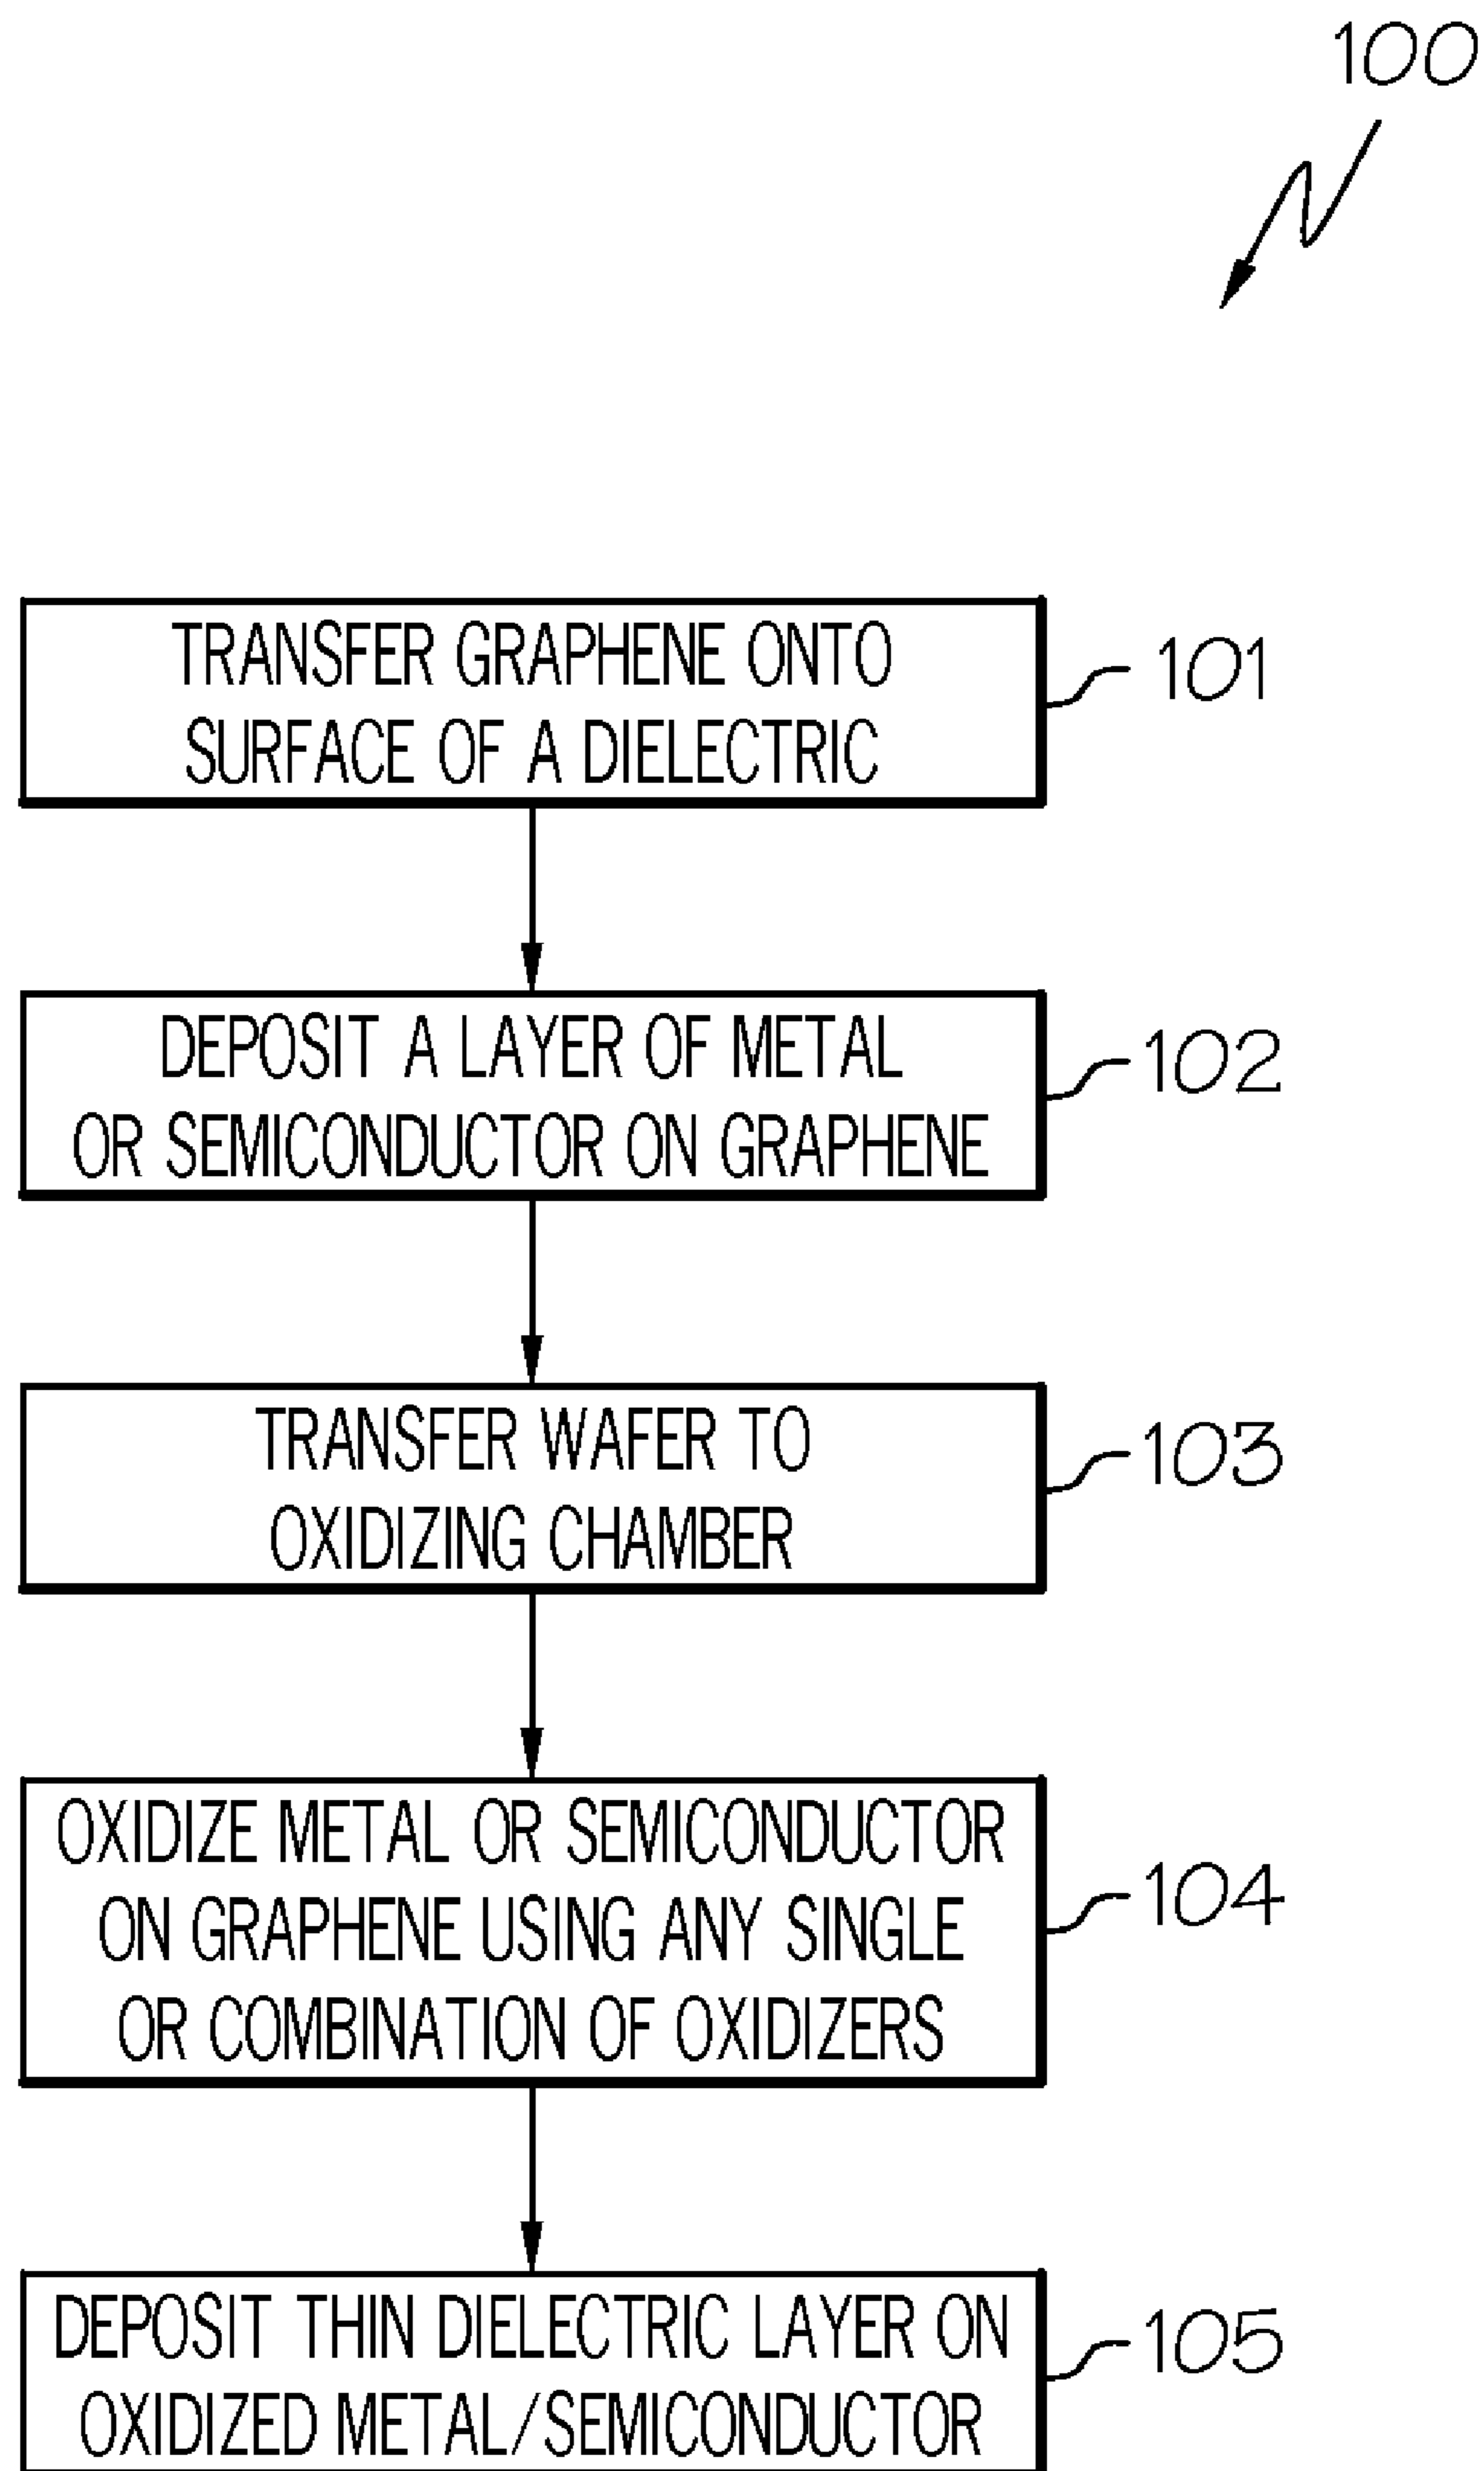 100
TRANSFER GRAPHENE ONTO
SURFACE OF A DIELECTRIC
101
DEPOSIT A LAYER OF METAL
OR SEMICONDUCTOR ON GRAPHENE
102
TRANSFER WAFER TO
OXIDIZING CHAMBER
103
OXIDIZE METAL OR SEMICONDUCTOR
ON GRAPHENE USING ANY SINGLE
OR COMBINATION OF OXIDIZERS
104
DEPOSIT THIN DIELECTRIC LAYER ON
OXIDIZED METAL/SEMICONDUCTOR
105